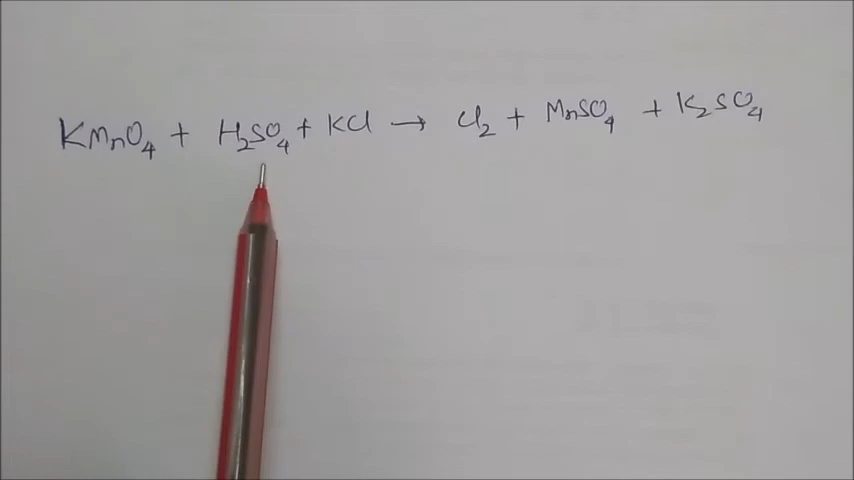 KMnO4 + H2SO4 + KCl → Cl2 + MnSO4 + K2SO4